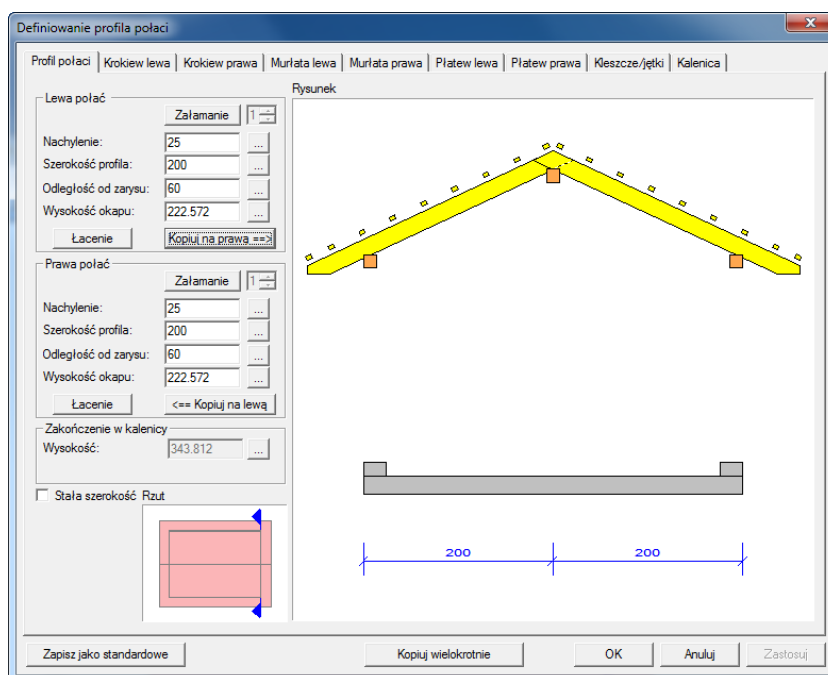 Definiowanie profila połaci
Profil połaci Krokiew lewa Krokiew prawa Murłata lewa Murłata prawa Płatew lewa Płatew prawa Kleszcze/jętki Kalenica
Lewa połać
Załamanie 1
Nachylenie: 25 ...
Szerokość profila: 200 ...
Odległość od zarysu: 60 ...
Wysokość okapu: 222.572 ...
Łacenie Kopiuj na prawa ==>
Prawa połać
Załamanie 1
Nachylenie: 25 ...
Szerokość profila: 200 ...
Odległość od zarysu: 60 ...
Wysokość okapu: 222.572 ...
Łacenie <== Kopiuj na lewą
Zakończenie w kalenicy
Wysokość: 343.812 ...
Stała szerokość Rzut
Rysunek
200 200
Zapisz jako standardowe Kopiuj wielokrotnie OK Anuluj Zastosuj